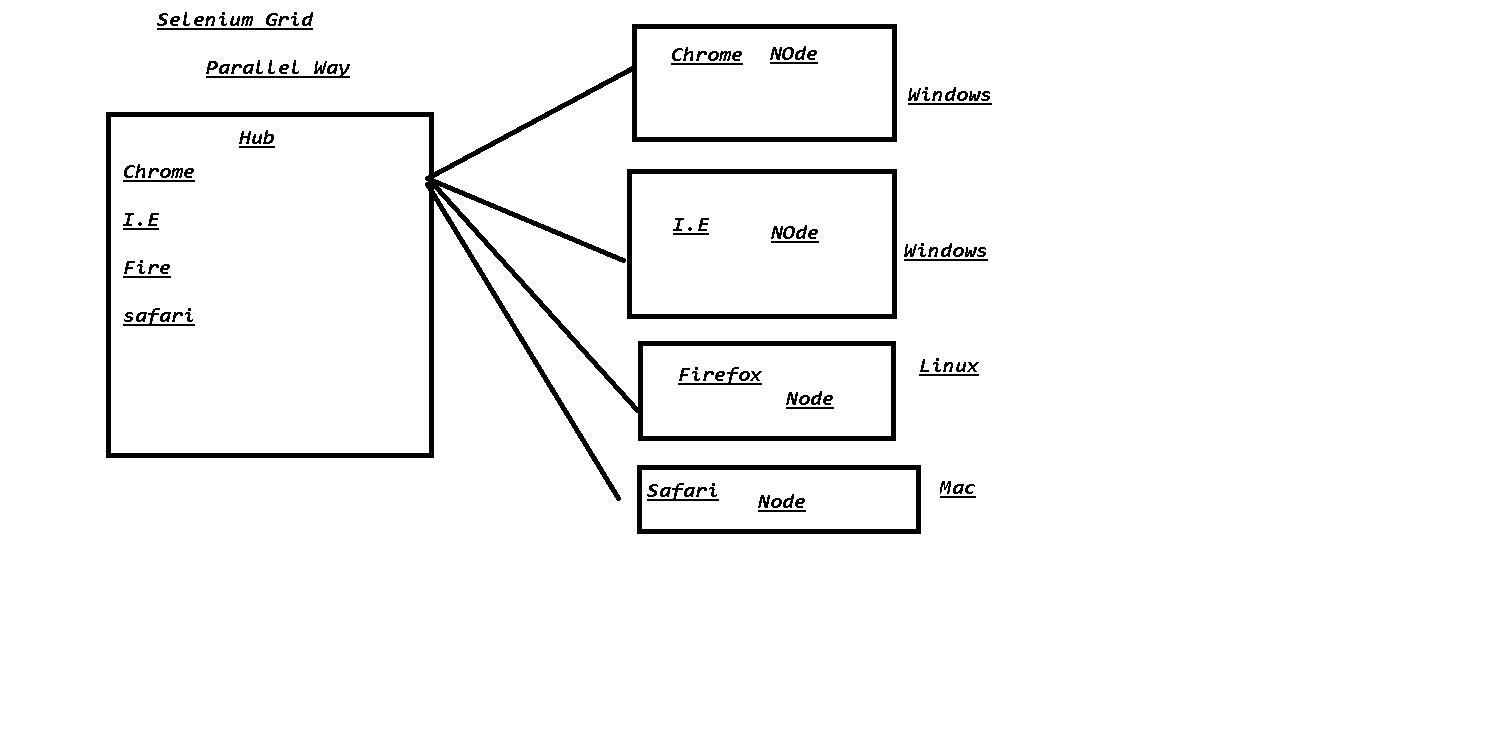 Selenium Grid
Parallel Way
Hub
Chrome
I.E
Fire
safari
Chrome NOde
Windows
I.E NOde
Windows
Firefox Node
Linux
Safari Node
Mac